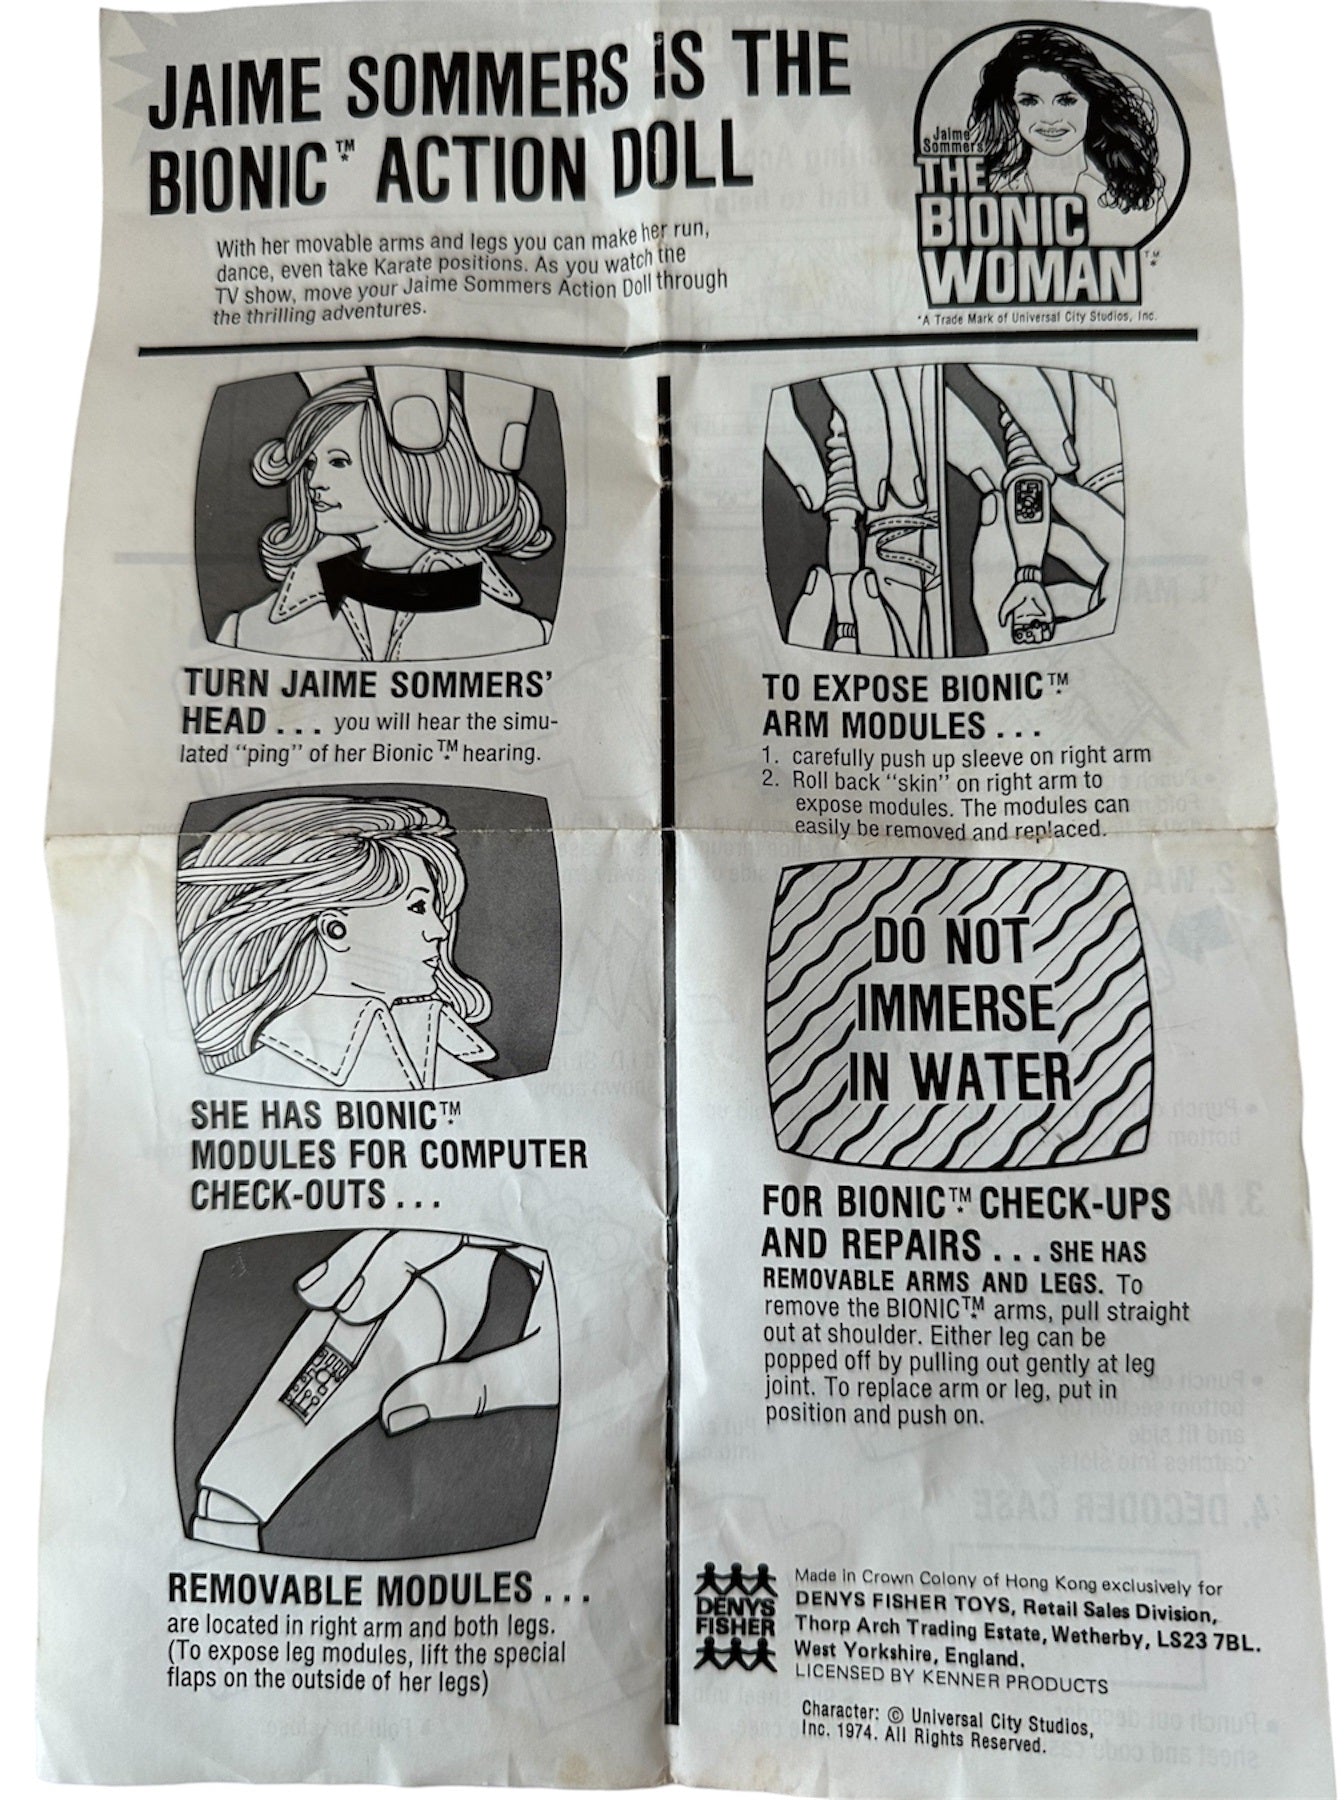 JAIME SOMMERS IS THE
BIONIC™* ACTION DOLL
With her movable arms and legs you can make her run,
dance, even take Karate positions. As you watch the
TV show, move your Jaime Sommers Action Doll through
the thrilling adventures.
Jaime
Sommers
THE
BIONIC
WOMAN™*
*A Trade Mark of Universal City Studios, Inc.
TURN JAIME SOMMERS’
HEAD . . . you will hear the simu-
lated “ping” of her Bionic™* hearing.
SHE HAS BIONIC™*
MODULES FOR COMPUTER
CHECK-OUTS . . .
REMOVABLE MODULES . . .
are located in right arm and both legs.
(To expose leg modules, lift the special
flaps on the outside of her legs)
TO EXPOSE BIONIC™*
ARM MODULES . . .
1. carefully push up sleeve on right arm
2. Roll back “skin” on right arm to
expose modules. The modules can
easily be removed and replaced.
DO NOT
IMMERSE
IN WATER
FOR BIONIC™* CHECK-UPS
AND REPAIRS . . . SHE HAS
REMOVABLE ARMS AND LEGS. To
remove the BIONIC™* arms, pull straight
out at shoulder. Either leg can be
popped off by pulling out gently at leg
joint. To replace arm or leg, put in
position and push on.
DENYS
FISHER
Made in Crown Colony of Hong Kong exclusively for
DENYS FISHER TOYS, Retail Sales Division,
Thorp Arch Trading Estate, Wetherby, LS23 7BL.
West Yorkshire, England.
LICENSED BY KENNER PRODUCTS
Character: © Universal City Studios,
Inc. 1974. All Rights Reserved.